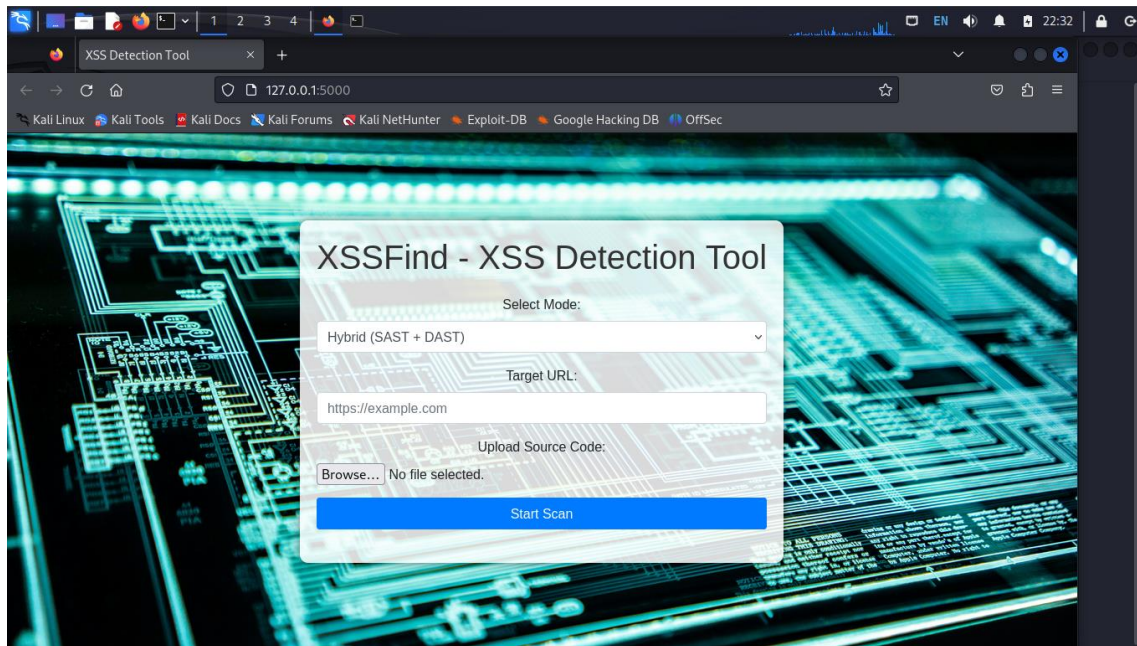 1 2 3 4
EN 22:32
XSS Detection Tool
127.0.0.1:5000
Kali Linux Kali Tools Kali Docs Kali Forums Kali NetHunter Exploit-DB Google Hacking DB OffSec
XSSFind - XSS Detection Tool
Select Mode:
Hybrid (SAST + DAST)
Target URL:
https://example.com
Upload Source Code:
Browse... No file selected.
Start Scan